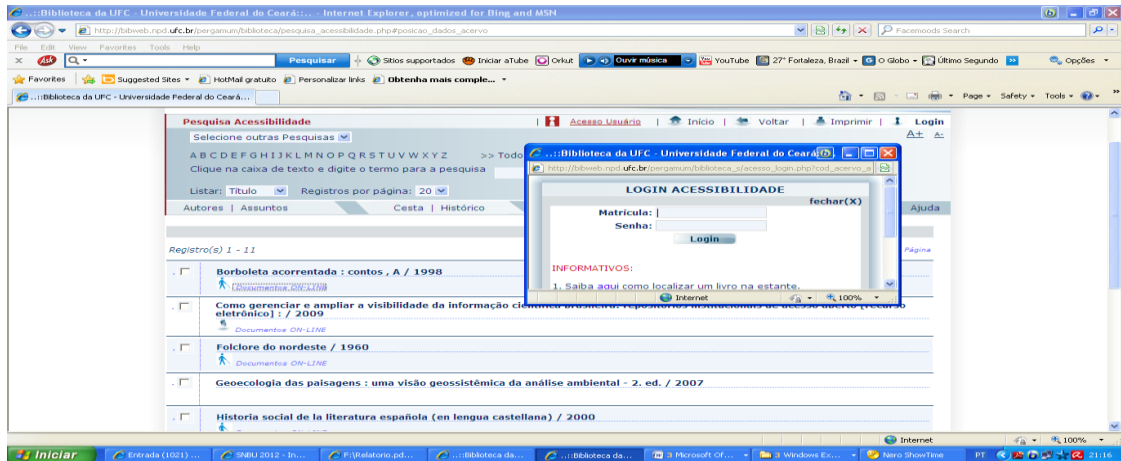 ..::Biblioteca da UFC - Universidade Federal do Ceará::.. - Internet Explorer, optimized for Bing and MSN
http://bibweb.npd.ufc.br/pergamum/biblioteca/pesquisa_acessibilidade.php#posicao_dados_acervo
Facemoods Search
File Edit View Favorites Tools Help
Ask Pesquisar Sitios suportados Iniciar aTube Orkut Ouvir música YouTube 27° Fortaleza, Brazil O Globo Último Segundo Opções
Favorites Suggested Sites HotMail gratuito Personalizar links Obtenha mais comple...
..::Biblioteca da UFC - Universidade Federal do Ceará... Page Safety Tools
Pesquisa Acessibilidade | Acesso Usuário | Início | Voltar | Imprimir | Login
Selecione outras Pesquisas A+ A-
A B C D E F G H I J K L M N O P Q R S T U V W X Y Z >> Todo
Clique na caixa de texto e digite o termo para a pesquisa
Listar: Título Registros por página: 20
Autores | Assuntos Cesta | Histórico Ajuda
Registro(s) 1 - 11 Página
Borboleta acorrentada : contos , A / 1998
Documentos ON-LINE
Como gerenciar e ampliar a visibilidade da informação científica brasileira: repositórios institucionais de acesso aberto [recurso
eletrônico] : / 2009
Documentos ON-LINE
Folclore do nordeste / 1960
Documentos ON-LINE
Geoecologia das paisagens : uma visão geossistêmica da análise ambiental - 2. ed. / 2007
Historia social de la literatura española (en lengua castellana) / 2000
..::Biblioteca da UFC - Universidade Federal do Ceará
http://bibweb.npd.ufc.br/pergamum/biblioteca_s/acesso_login.php?cod_acervo_a
LOGIN ACESSIBILIDADE
fechar(X)
Matrícula:
Senha:
Login
INFORMATIVOS:
1. Saiba aqui como localizar um livro na estante.
Internet 100%
Internet 100%
Iniciar Entrada (1021) ... SNBU 2012 - In... F:\Relatorio.pd... ..::Biblioteca da... ..::Biblioteca da... 3 Microsoft Of... 3 Windows Ex... Nero ShowTime PT 21:16